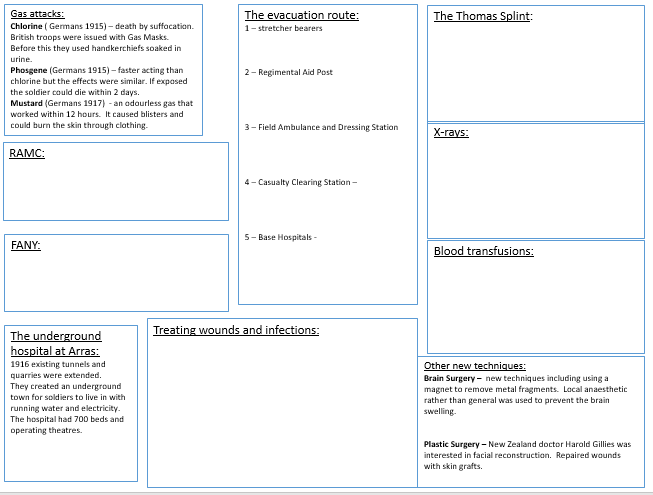 Gas attacks:
Chlorine ( Germans 1915) – death by suffocation.
British troops were issued with Gas Masks.
Before this they used handkerchiefs soaked in
urine.
Phosgene (Germans 1915) – faster acting than
chlorine but the effects were similar. If exposed
the soldier could die within 2 days.
Mustard (Germans 1917) - an odourless gas that
worked within 12 hours. It caused blisters and
could burn the skin through clothing.
RAMC:
FANY:
The underground
hospital at Arras:
1916 existing tunnels and
quarries were extended.
They created an underground
town for soldiers to live in with
running water and electricity.
The hospital had 700 beds and
operating theatres.
The evacuation route:
1 – stretcher bearers
2 – Regimental Aid Post
3 – Field Ambulance and Dressing Station
4 – Casualty Clearing Station –
5 – Base Hospitals -
Treating wounds and infections:
The Thomas Splint:
X-rays:
Blood transfusions:
Other new techniques:
Brain Surgery – new techniques including using a
magnet to remove metal fragments. Local anaesthetic
rather than general was used to prevent the brain
swelling.
Plastic Surgery – New Zealand doctor Harold Gillies was
interested in facial reconstruction. Repaired wounds
with skin grafts.